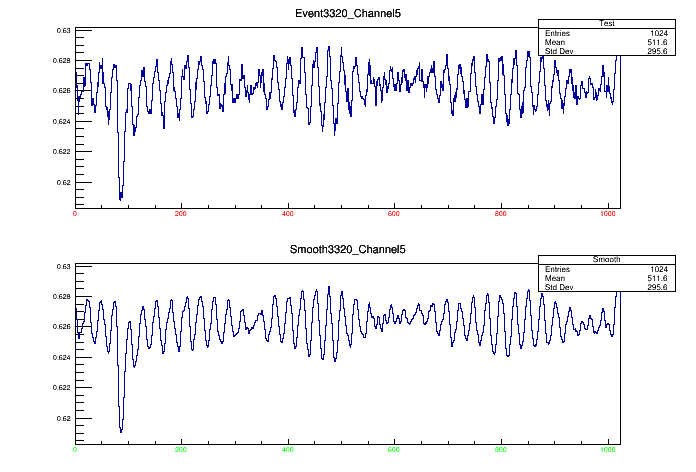 Event3320_Channel5
Test
Entries 1024
Mean 511.6
Std Dev 295.6
0.63
0.628
0.626
0.624
0.622
0.62
0 200 400 600 800 1000
Smooth3320_Channel5
Smooth
Entries 1024
Mean 511.6
Std Dev 295.6
0.63
0.628
0.626
0.624
0.622
0.62
0 200 400 600 800 1000